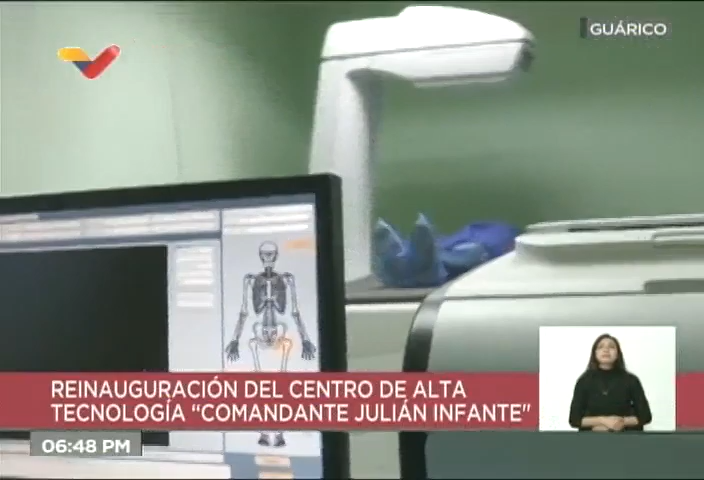 GUÁRICO
REINAUGURACIÓN DEL CENTRO DE ALTA
TECNOLOGÍA “COMANDANTE JULIÁN INFANTE”
06:48 PM